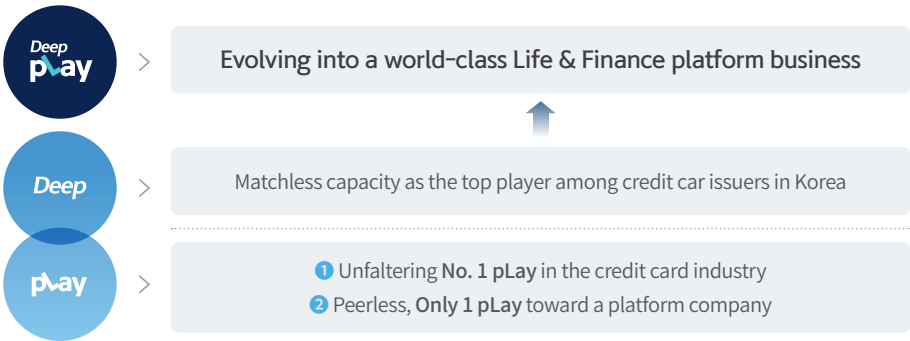 Deep
pLay
Evolving into a world-class Life & Finance platform business
Deep
Matchless capacity as the top player among credit car issuers in Korea
pLay
1 Unfaltering No. 1 pLay in the credit card industry
2 Peerless, Only 1 pLay toward a platform company